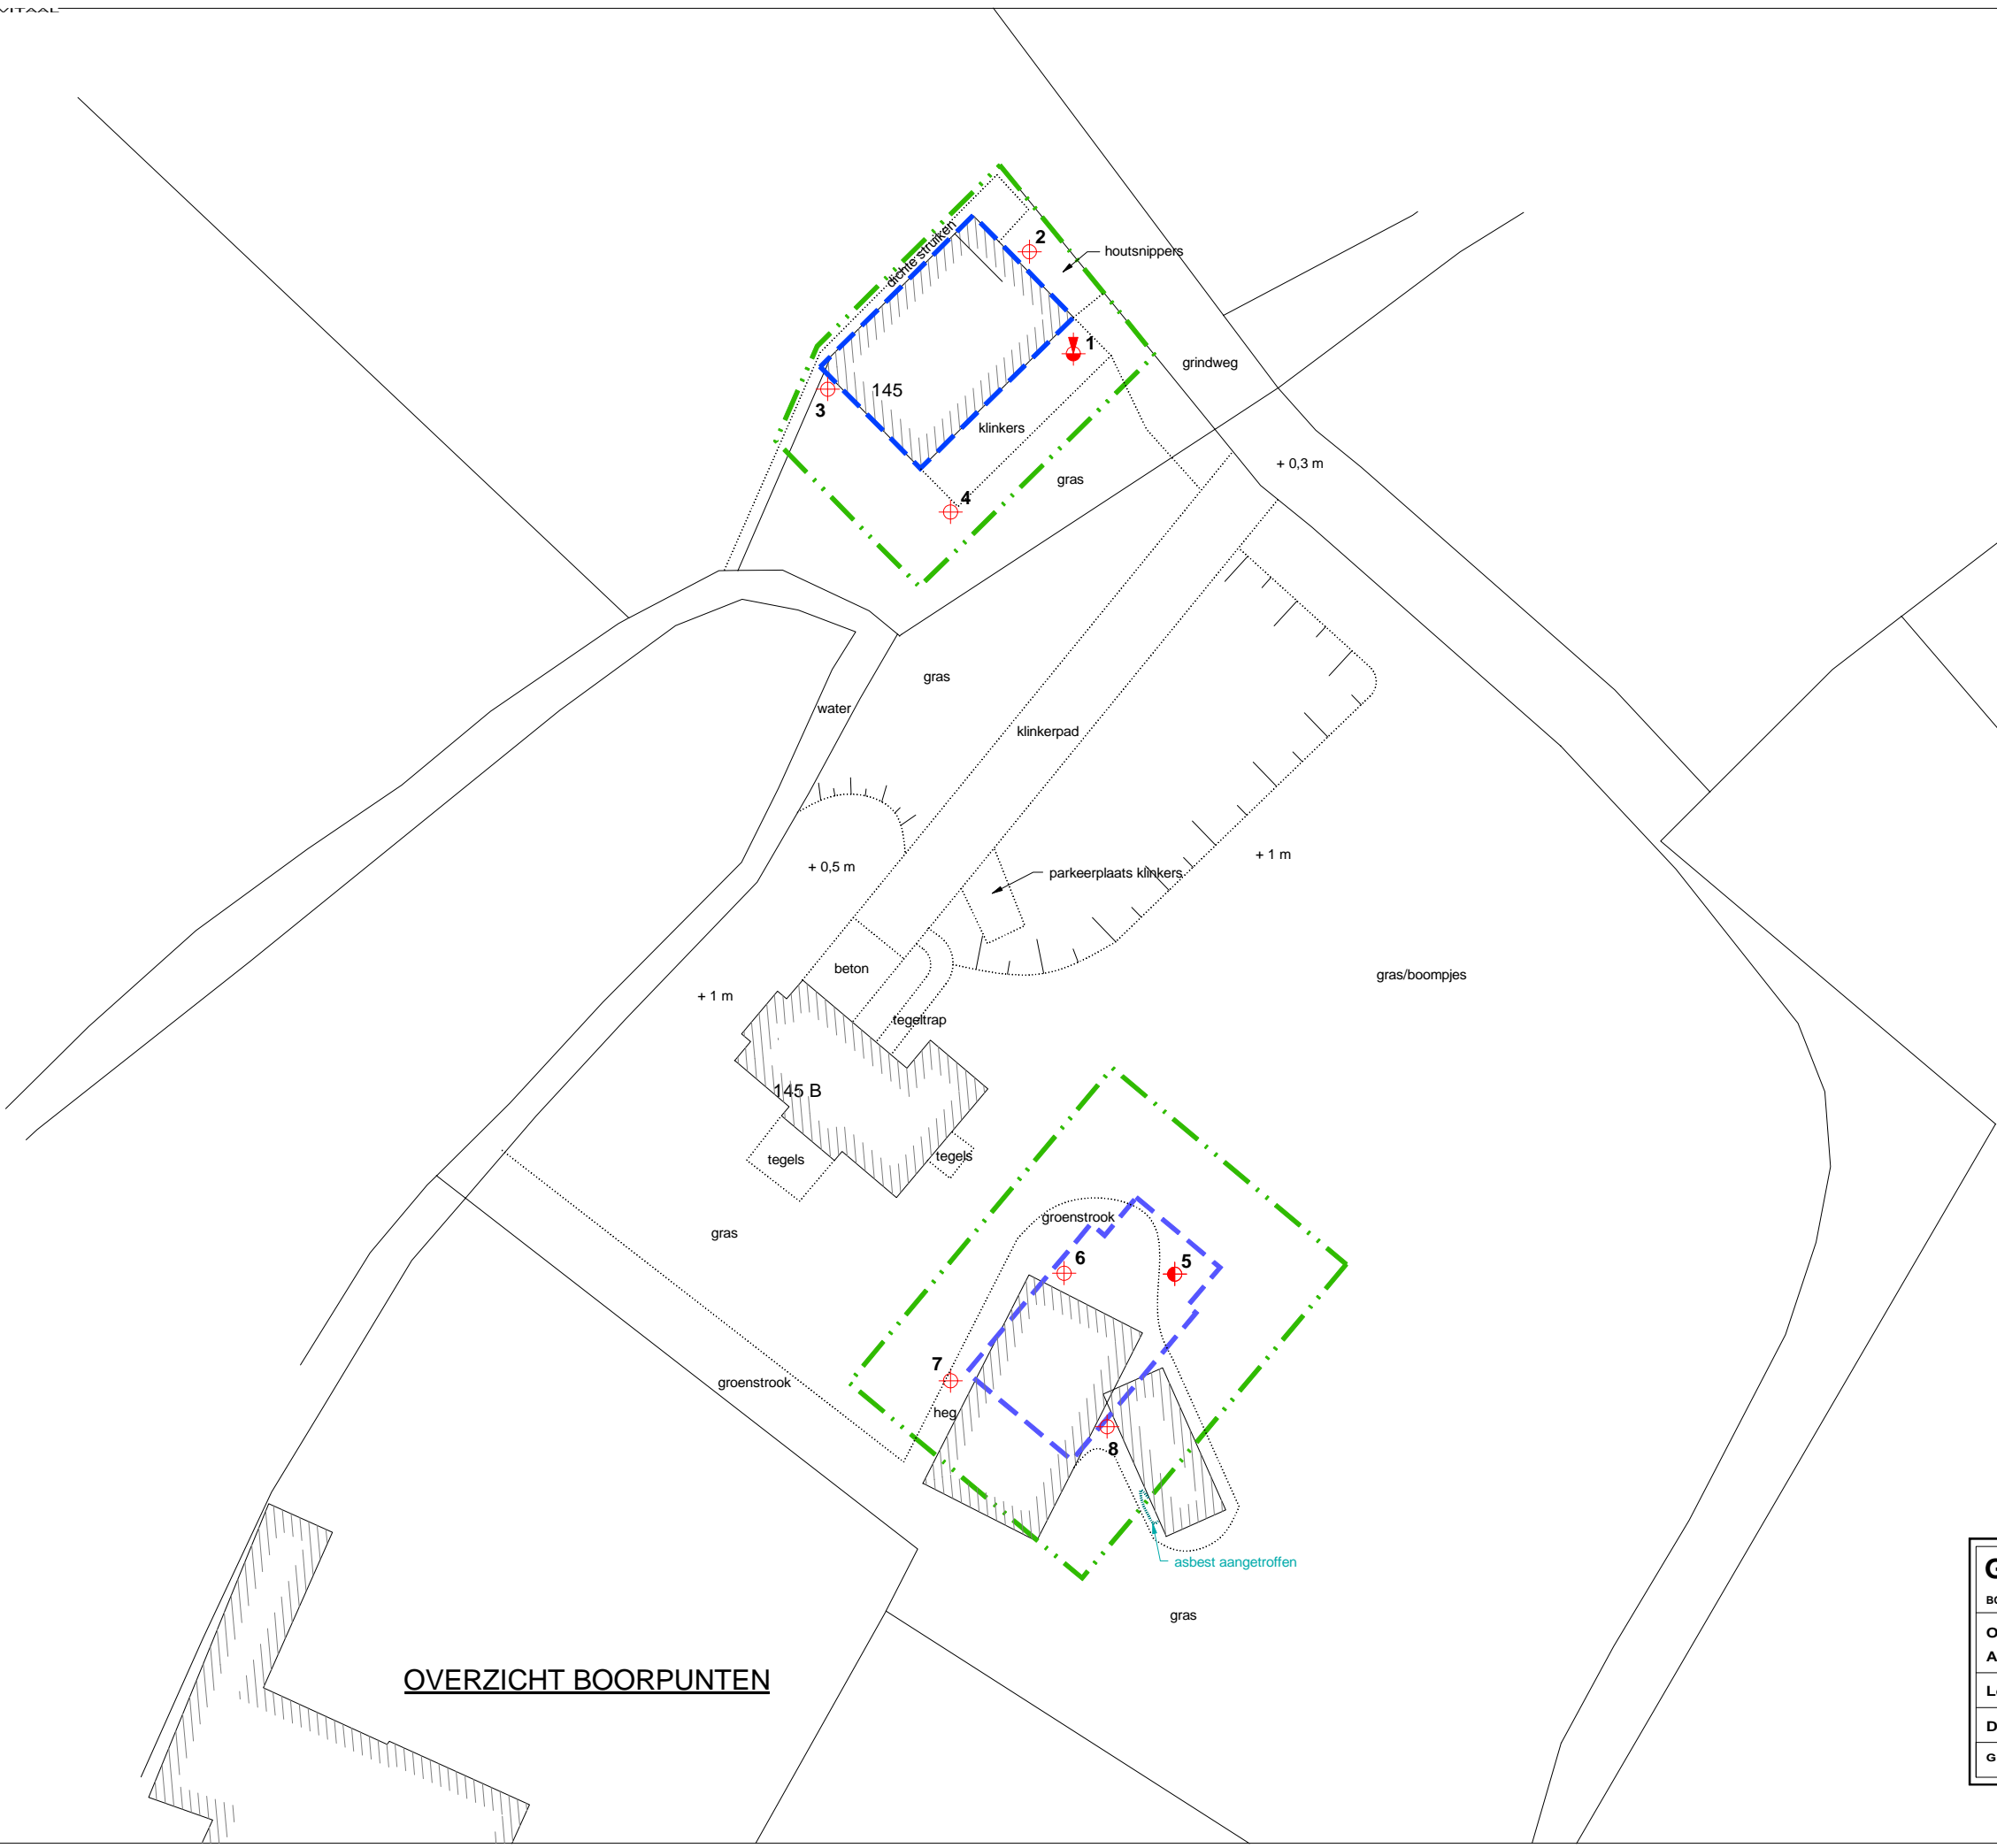 2
houtsnippers
dichte struiken
1
grindweg
145
3
klinkers
+ 0,3 m
gras
4
gras
water
klinkerpad
+ 0,5 m
+ 1 m
parkeerplaats klinkers
beton
gras/boompjes
+ 1 m
tegeltrap
145 B
tegels
tegels
groenstrook
gras
6
5
7
groenstrook
heg
8
asbest aangetroffen
gras
OVERZICHT BOORPUNTEN